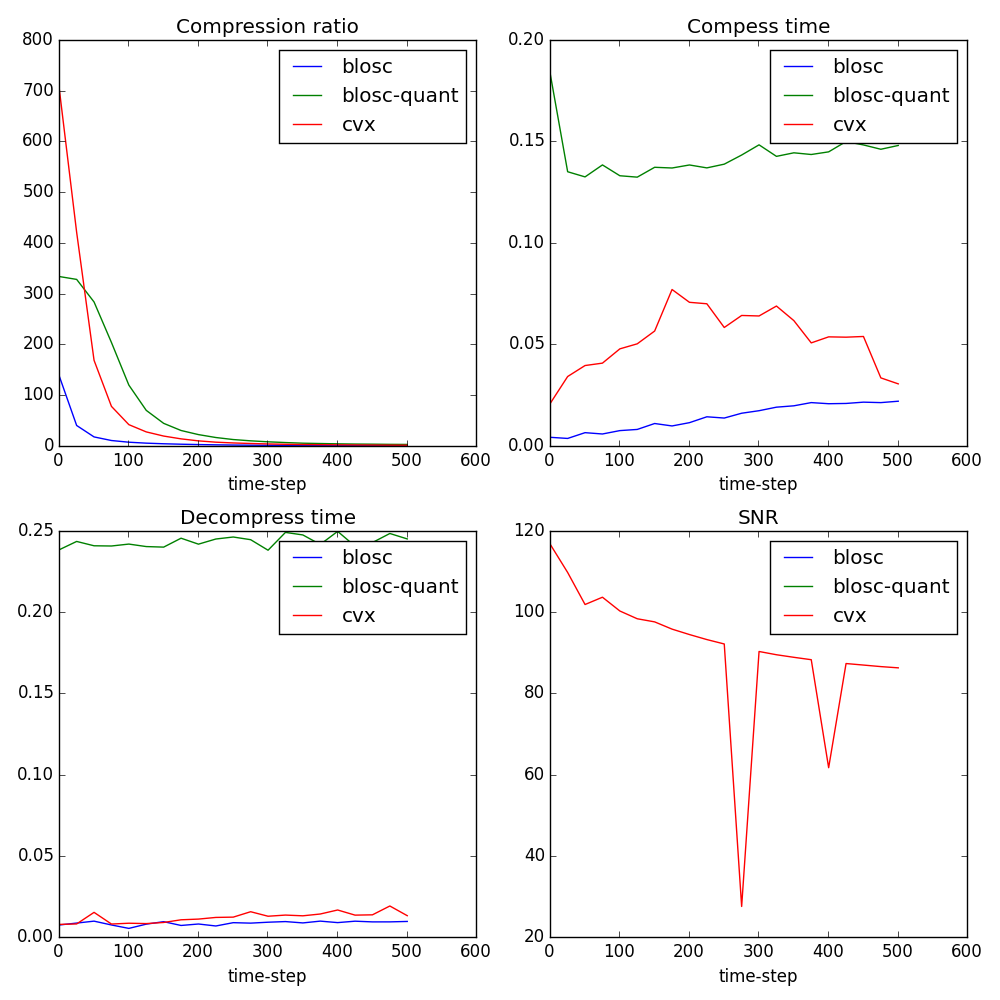 Compression ratio
800
700
600
500
400
300
200
100
0
0 100 200 300 400 500 600
time-step
blosc
blosc-quant
cvx
Compess time
0.20
0.15
0.10
0.05
0.00
0 100 200 300 400 500 600
time-step
blosc
blosc-quant
cvx
Decompress time
0.25
0.20
0.15
0.10
0.05
0.00
0 100 200 300 400 500 600
time-step
blosc
blosc-quant
cvx
SNR
120
100
80
60
40
20
0 100 200 300 400 500 600
time-step
blosc
blosc-quant
cvx